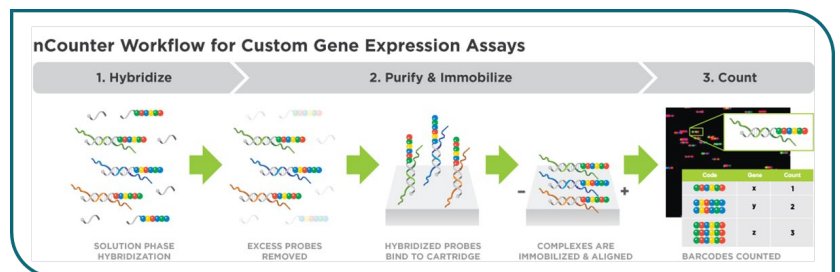 nCounter Workflow for Custom Gene Expression Assays
1. Hybridize
2. Purify & Immobilize
3. Count
Code Gene Count
x 1
y 2
z 3
- +
SOLUTION PHASE
HYBRIDIZATION
EXCESS PROBES
REMOVED
HYBRIDIZED PROBES
BIND TO CARTRIDGE
COMPLEXES ARE
IMMOBILIZED & ALIGNED
BARCODES COUNTED